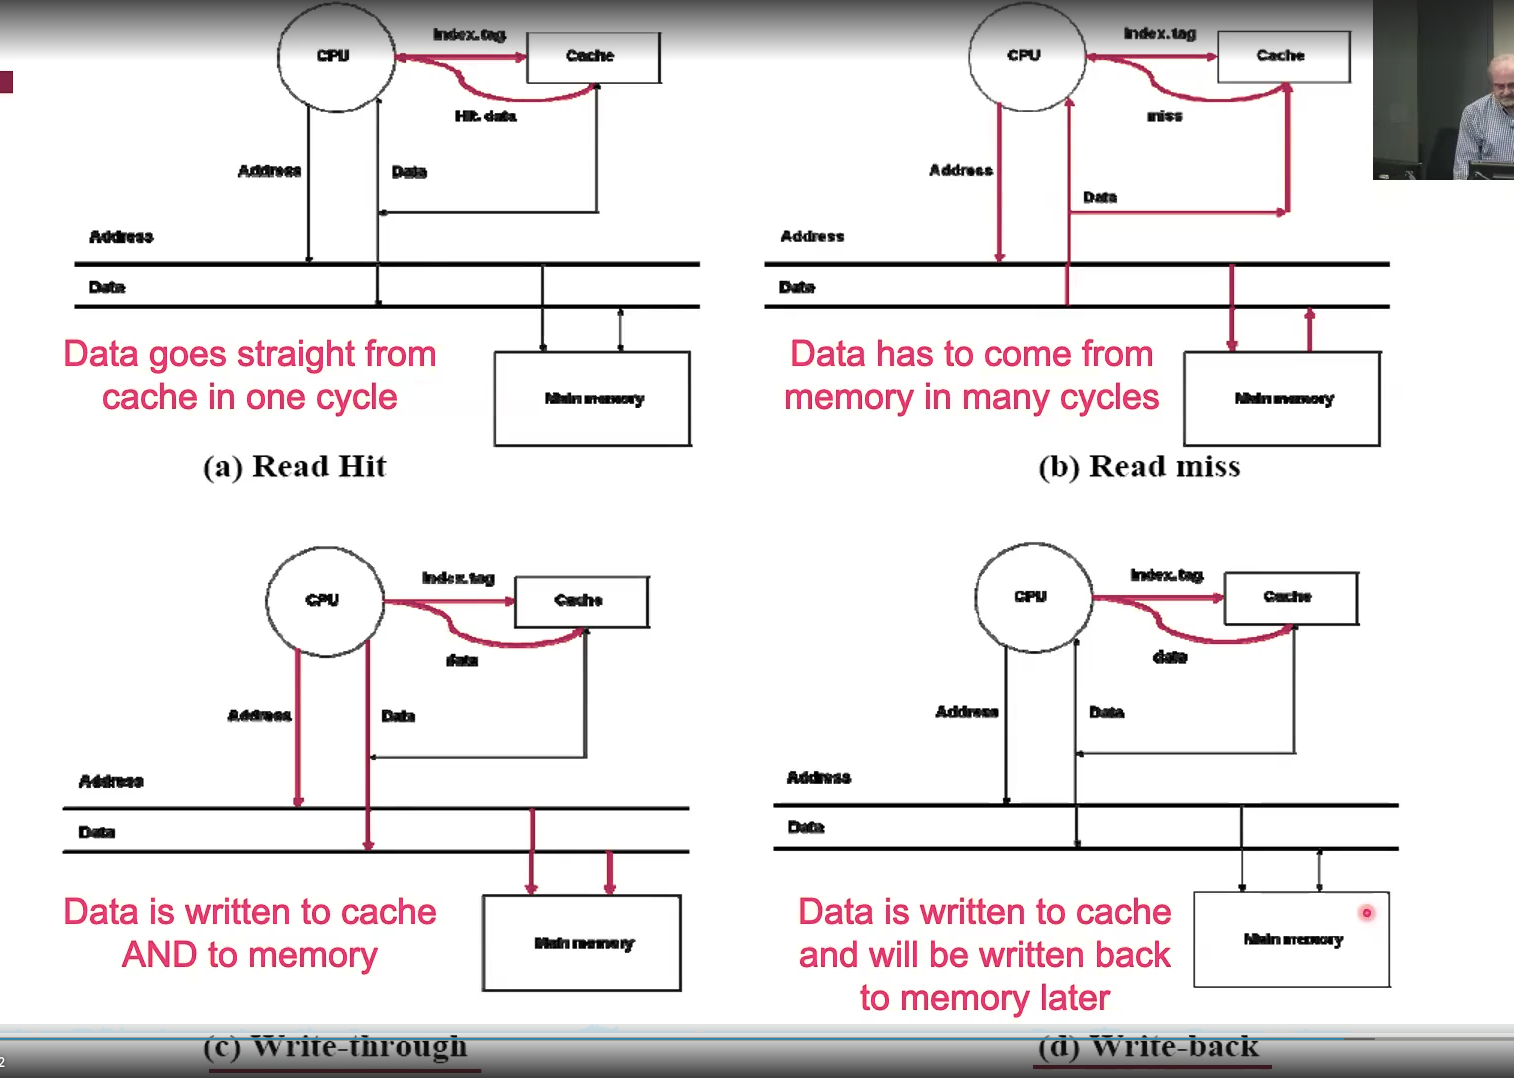 CPU
Index.tag
Cache
Hit. data
Address
Data
Address
Data
Data goes straight from
cache in one cycle
Main memory
(a) Read Hit
CPU
Index.tag
Cache
miss
Address
Data
Address
Data
Data has to come from
memory in many cycles
Main memory
(b) Read miss
CPU
Index.tag
Cache
data
Address
Data
Address
Data
Data is written to cache
AND to memory
Main memory
(c) Write-through
CPU
Index.tag
Cache
data
Address
Data
Address
Data
Data is written to cache
and will be written back
to memory later
Main memory
(d) Write-back
2